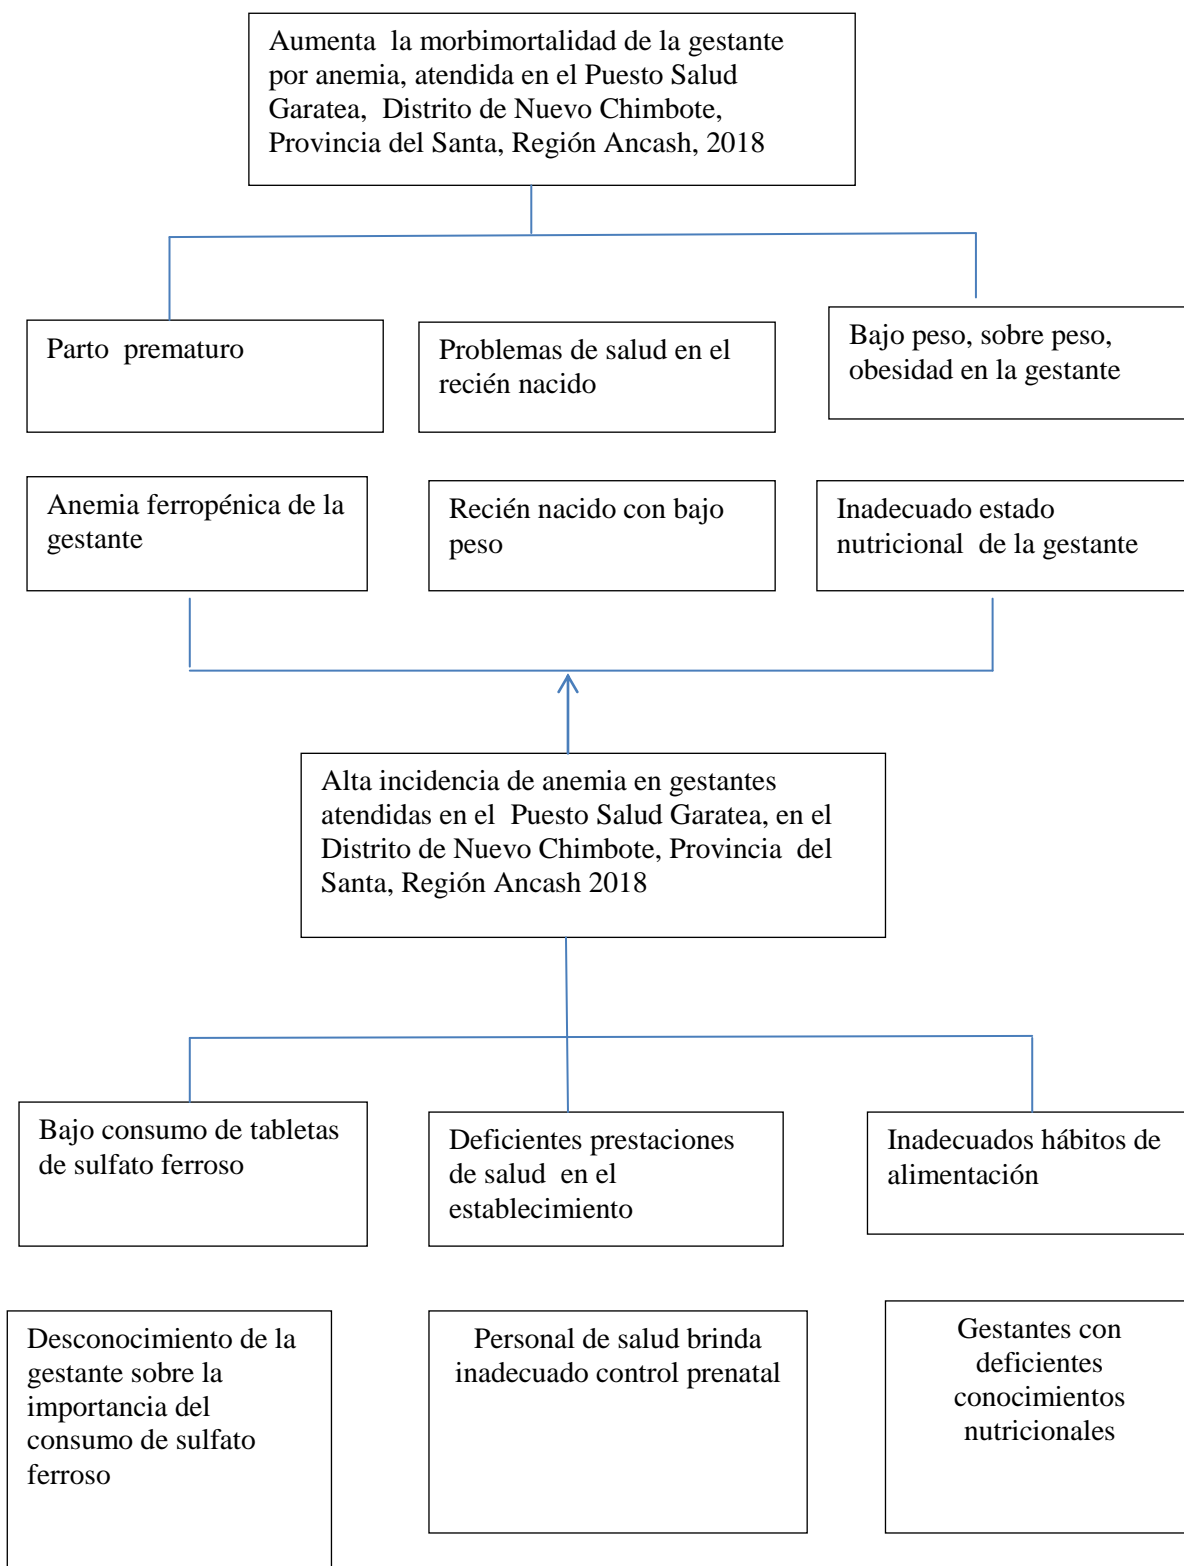 Aumenta la morbimortalidad de la gestante
por anemia, atendida en el Puesto Salud
Garatea, Distrito de Nuevo Chimbote,
Provincia del Santa, Región Ancash, 2018
Parto prematuro
Problemas de salud en el
recién nacido
Bajo peso, sobre peso,
obesidad en la gestante
Anemia ferropénica de la
gestante
Recién nacido con bajo
peso
Inadecuado estado
nutricional de la gestante
Alta incidencia de anemia en gestantes
atendidas en el Puesto Salud Garatea, en el
Distrito de Nuevo Chimbote, Provincia del
Santa, Región Ancash 2018
Bajo consumo de tabletas
de sulfato ferroso
Deficientes prestaciones
de salud en el
establecimiento
Inadecuados hábitos de
alimentación
Desconocimiento de la
gestante sobre la
importancia del
consumo de sulfato
ferroso
Personal de salud brinda
inadecuado control prenatal
Gestantes con
deficientes
conocimientos
nutricionales